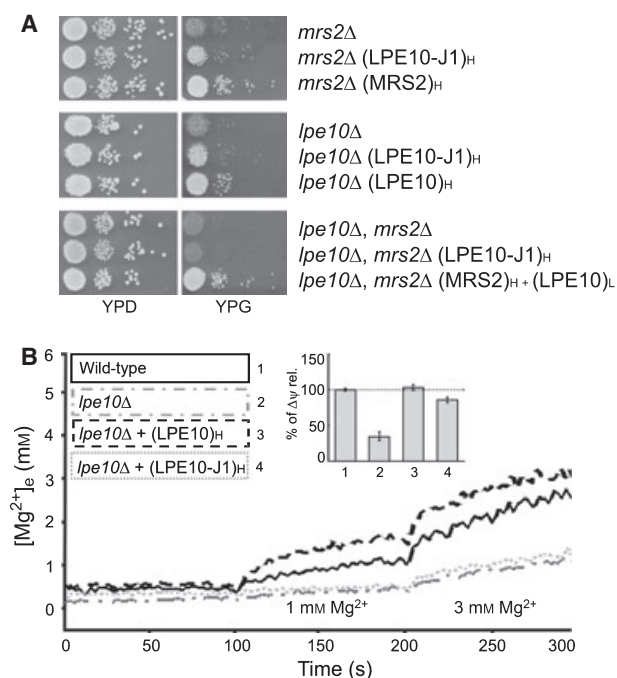 A
mrs2Δ
mrs2Δ (LPE10-J1)H
mrs2Δ (MRS2)H
lpe10Δ
lpe10Δ (LPE10-J1)H
lpe10Δ (LPE10)H
lpe10Δ, mrs2Δ
lpe10Δ, mrs2Δ (LPE10-J1)H
lpe10Δ, mrs2Δ (MRS2)H + (LPE10)L
YPD YPG
B
[Mg2+]e (mM)
6
5
4
3
2
1
0
Wild-type 1
lpe10Δ 2
lpe10Δ + (LPE10)H 3
lpe10Δ + (LPE10-J1)H 4
% of Δψ rel.
150
100
50
0
1 2 3 4
1 mM Mg2+ 3 mM Mg2+
0 50 100 150 200 250 300
Time (s)